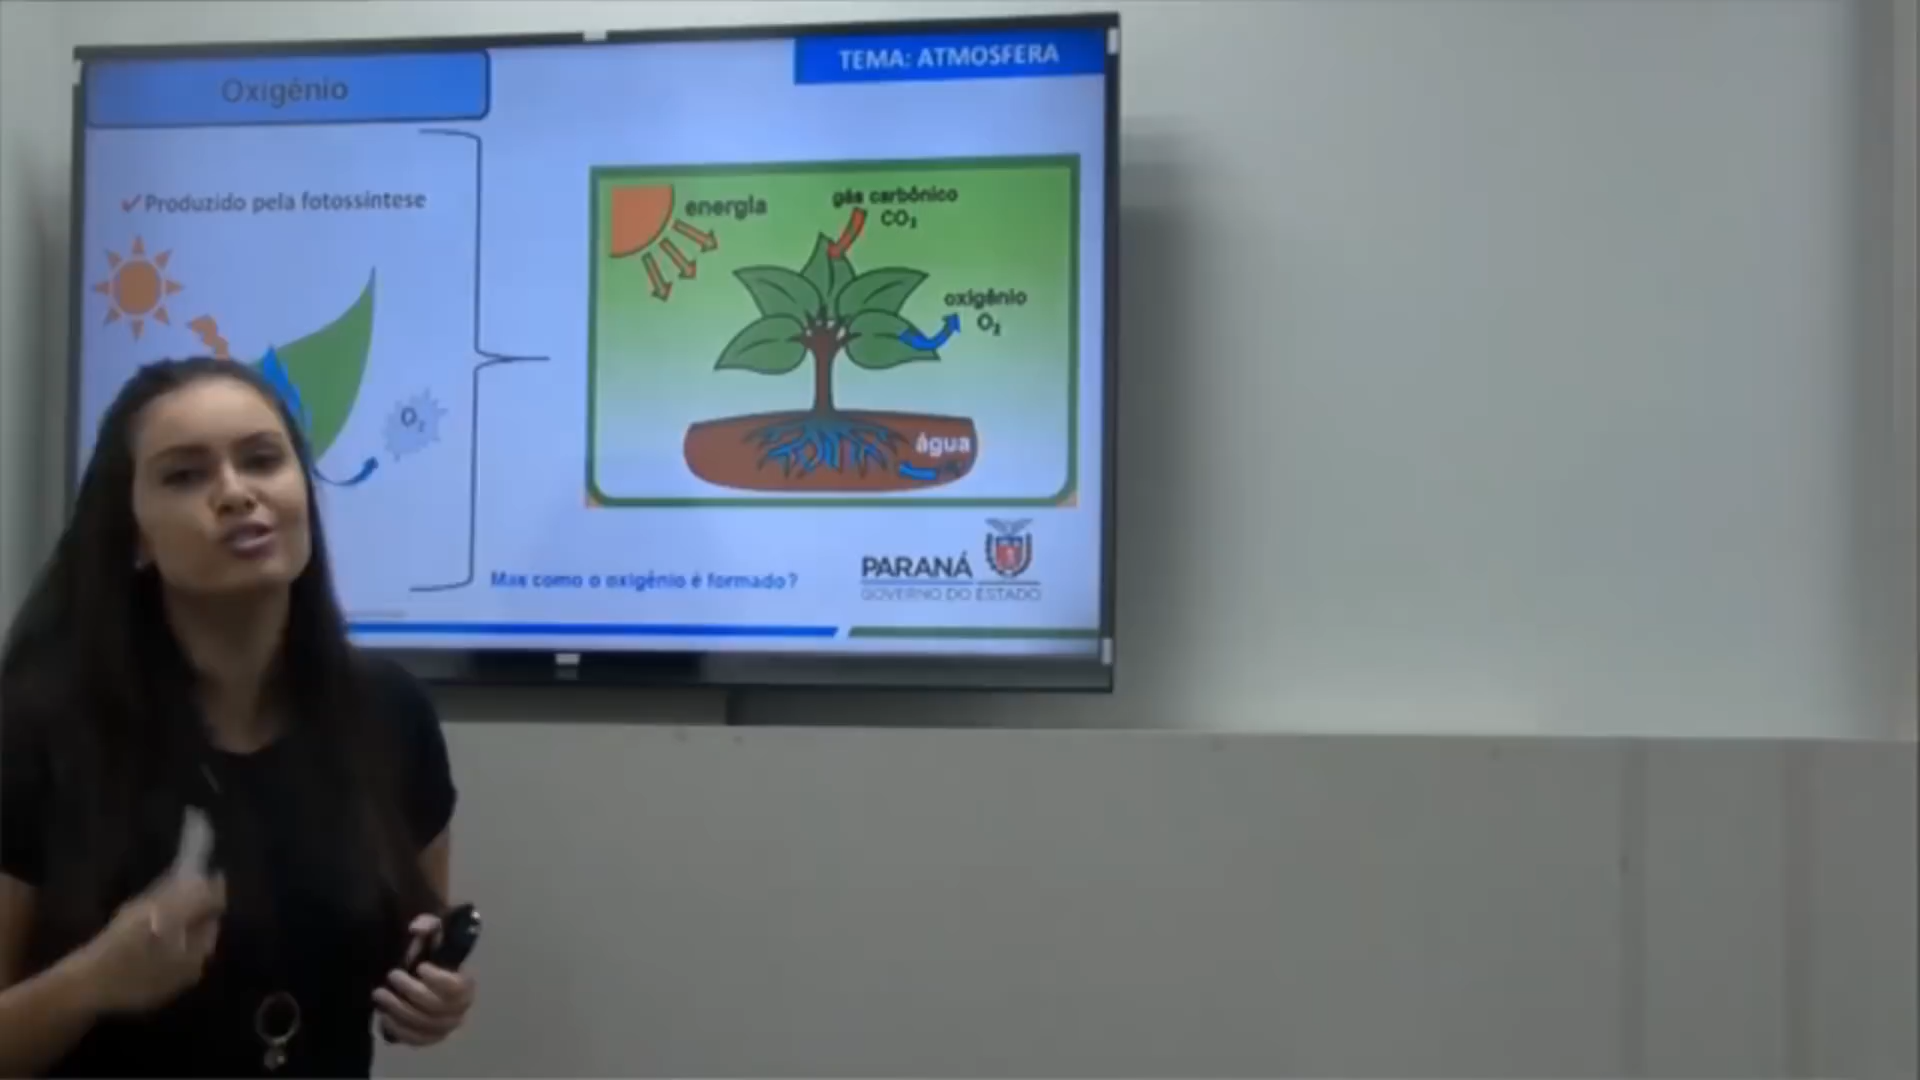 Oxigênio
TEMA: ATMOSFERA
✓Produzido pela fotossíntese
O₂
energia
gás carbônico
CO₂
oxigênio
O₂
água
Mas como o oxigênio é formado?
PARANÁ
GOVERNO DO ESTADO